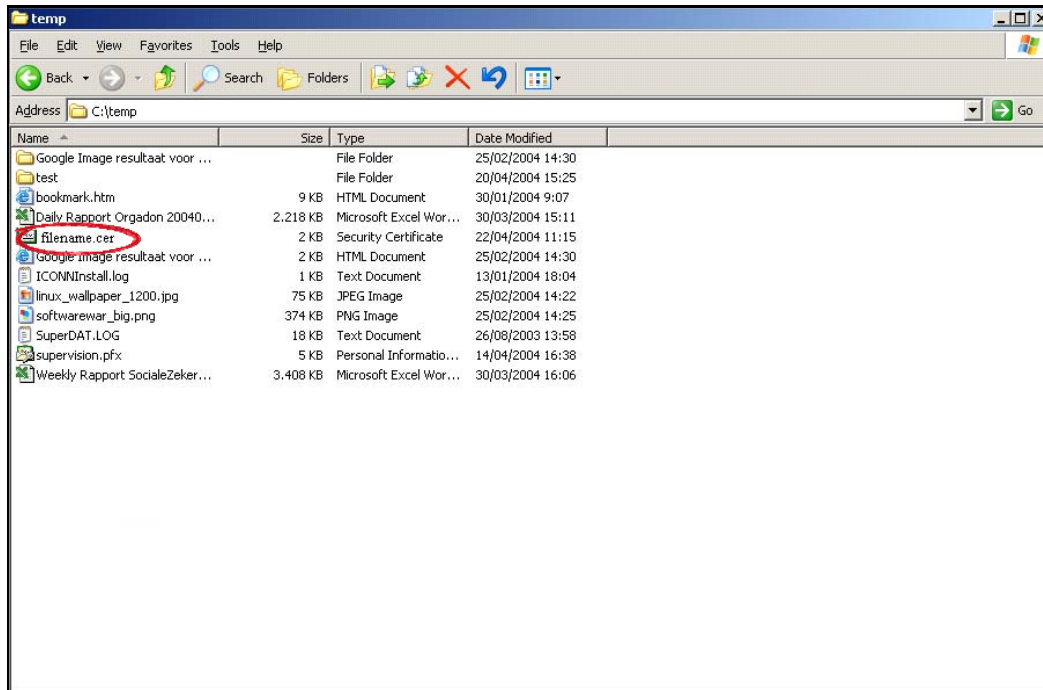 temp
File Edit View Favorites Tools Help
Back Search Folders
Address C:\temp Go
Name Size Type Date Modified
Google Image resultaat voor ... File Folder 25/02/2004 14:30
test File Folder 20/04/2004 15:25
bookmark.htm 9 KB HTML Document 30/01/2004 9:07
Daily Rapport Orgadon 20040... 2.218 KB Microsoft Excel Wor... 30/03/2004 15:11
filename.cer 2 KB Security Certificate 22/04/2004 11:15
Google Image resultaat voor ... 2 KB HTML Document 25/02/2004 14:30
ICONNInstall.log 1 KB Text Document 13/01/2004 18:04
linux_wallpaper_1200.jpg 75 KB JPEG Image 25/02/2004 14:22
softwarewar_big.png 374 KB PNG Image 25/02/2004 14:25
SuperDAT.LOG 18 KB Text Document 26/08/2003 13:58
supervision.pfx 5 KB Personal Informatio... 14/04/2004 16:38
Weekly Rapport SocialeZeker... 3.408 KB Microsoft Excel Wor... 30/03/2004 16:06